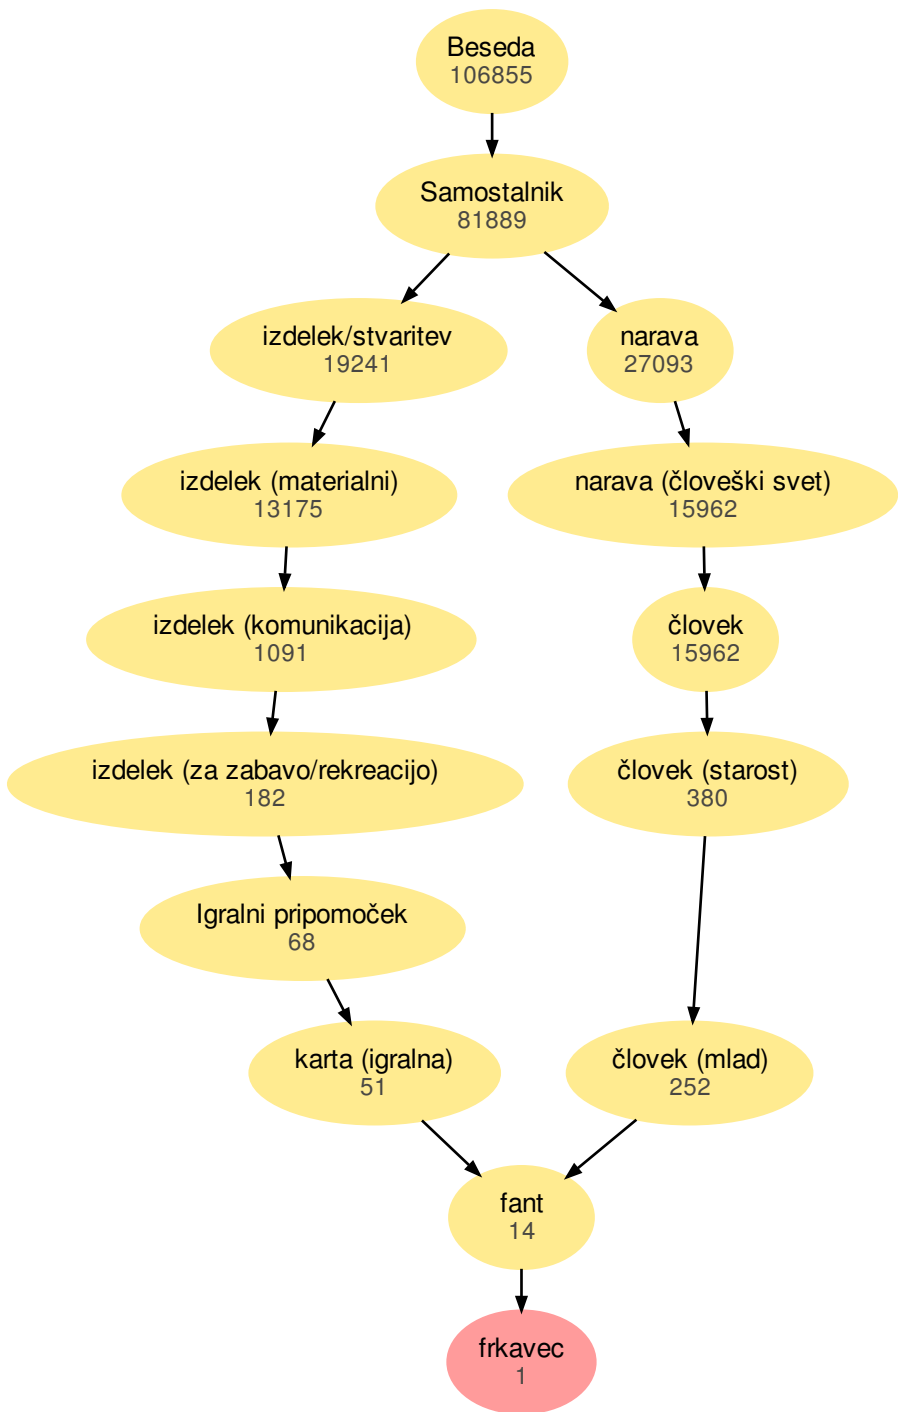 Beseda
106855
Samostalnik
81889
izdelek/stvaritev
19241
narava
27093
izdelek (materialni)
13175
narava (človeški svet)
15962
izdelek (komunikacija)
1091
človek
15962
izdelek (za zabavo/rekreacijo)
182
človek (starost)
380
Igralni pripomoček
68
karta (igralna)
51
človek (mlad)
252
fant
14
frkavec
1